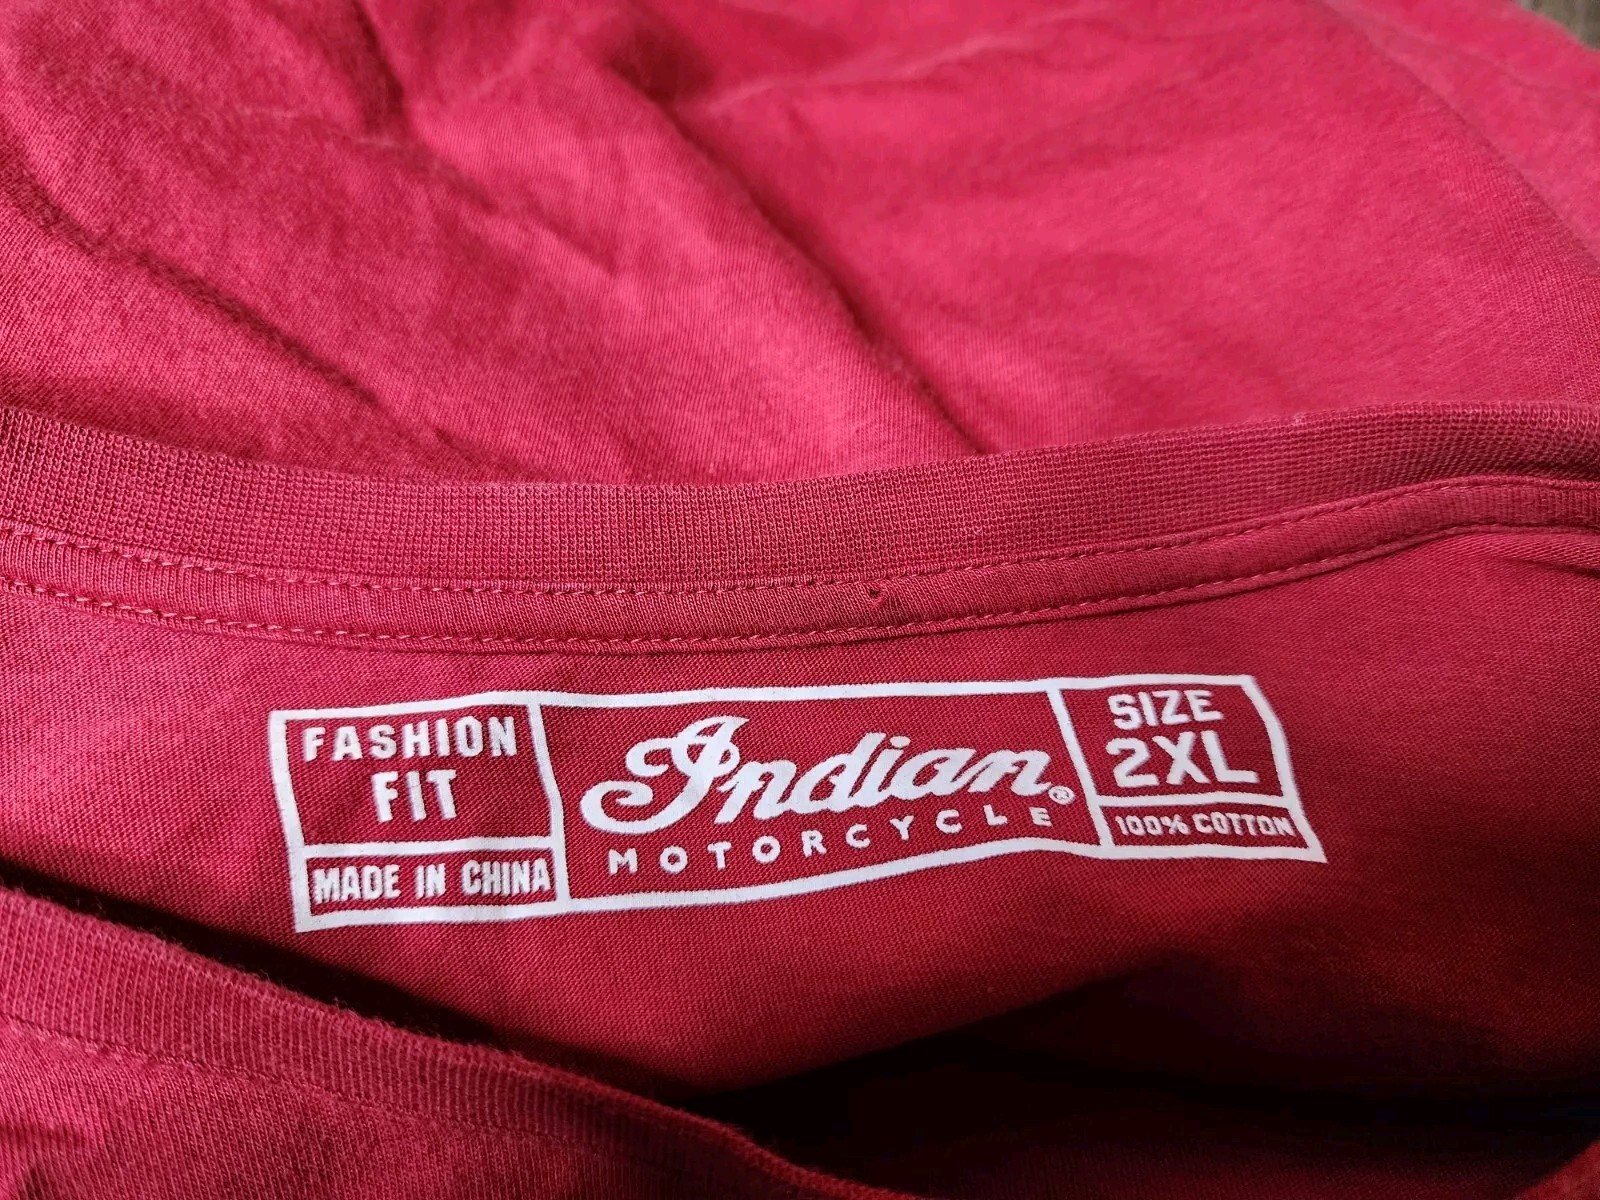 FASHION
FIT
MADE IN CHINA
Indian®
MOTORCYCLE
SIZE
2XL
100% COTTON